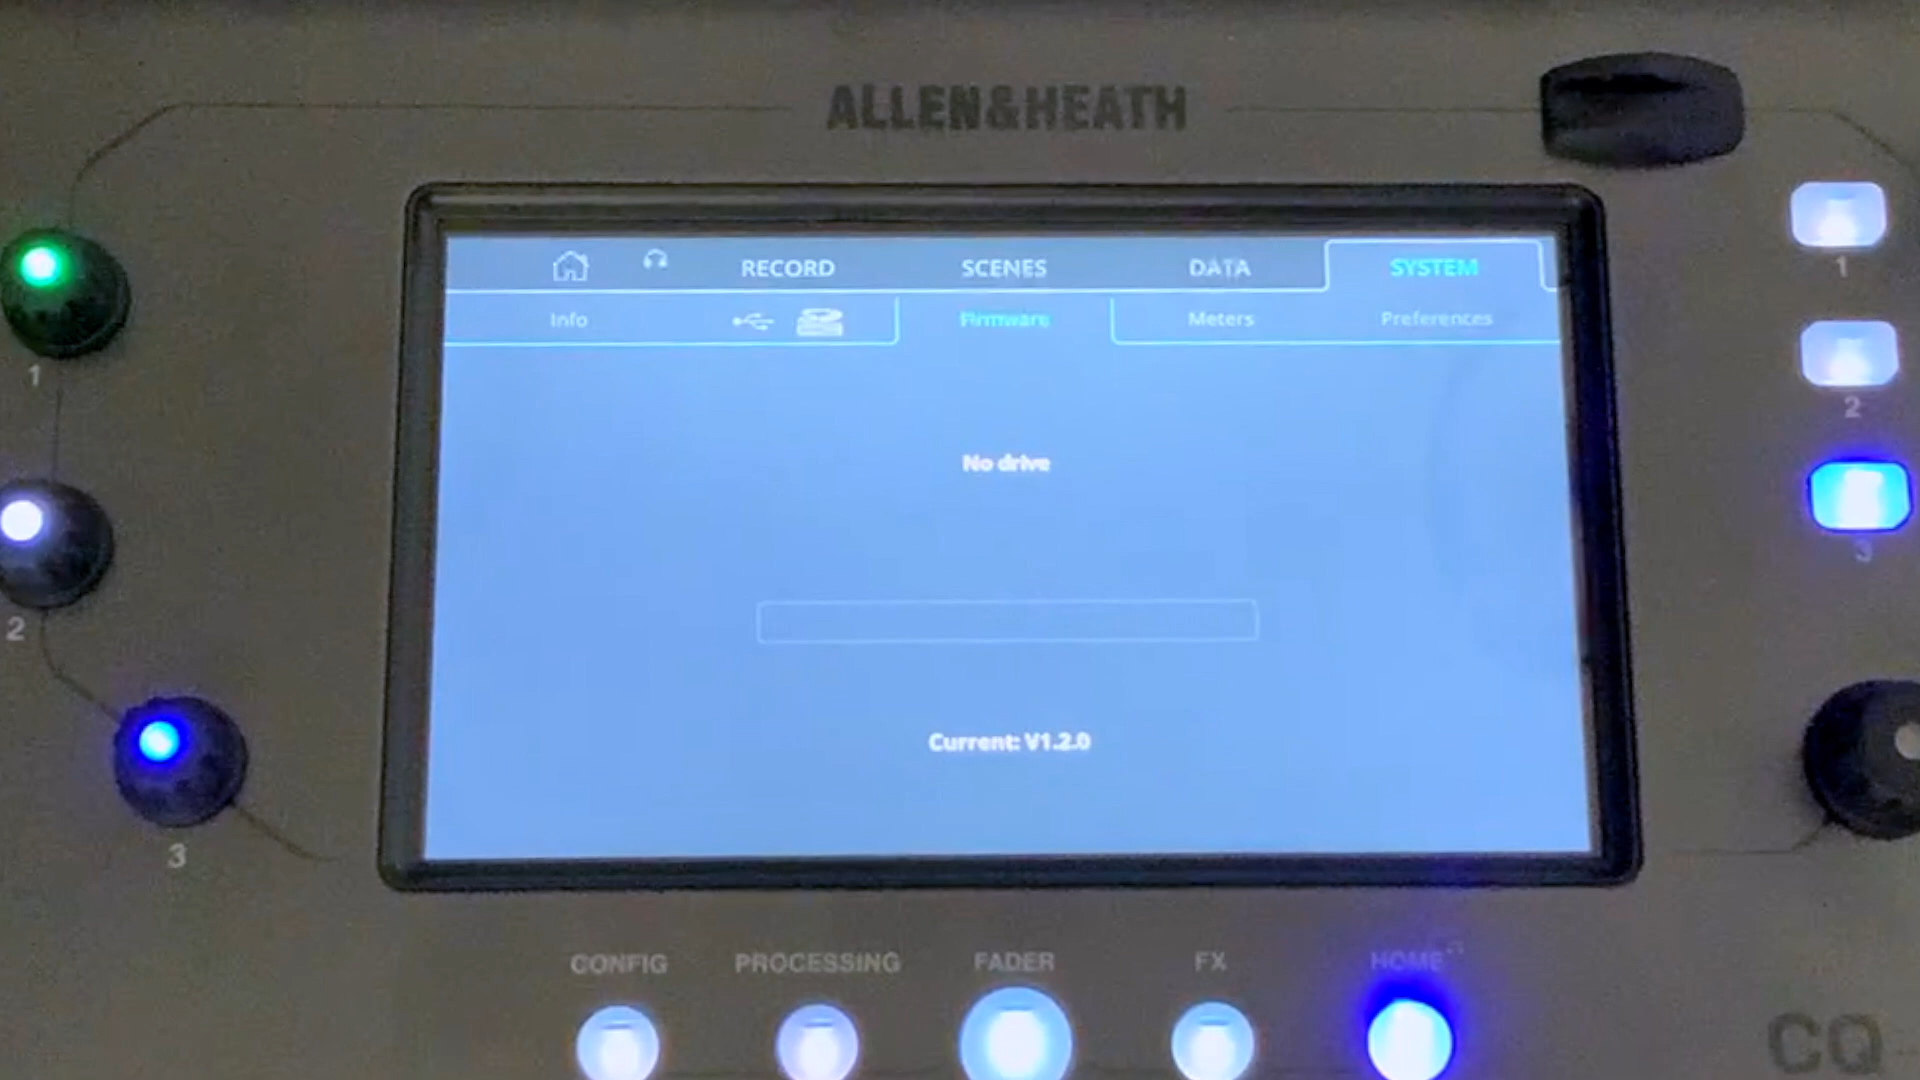 ALLEN&HEATH
RECORD SCENES DATA SYSTEM
Info Firmware Meters Preferences
No drive
Current: V1.2.0
1
2
3
1
2
3
CONFIG PROCESSING FADER FX HOME
CQ